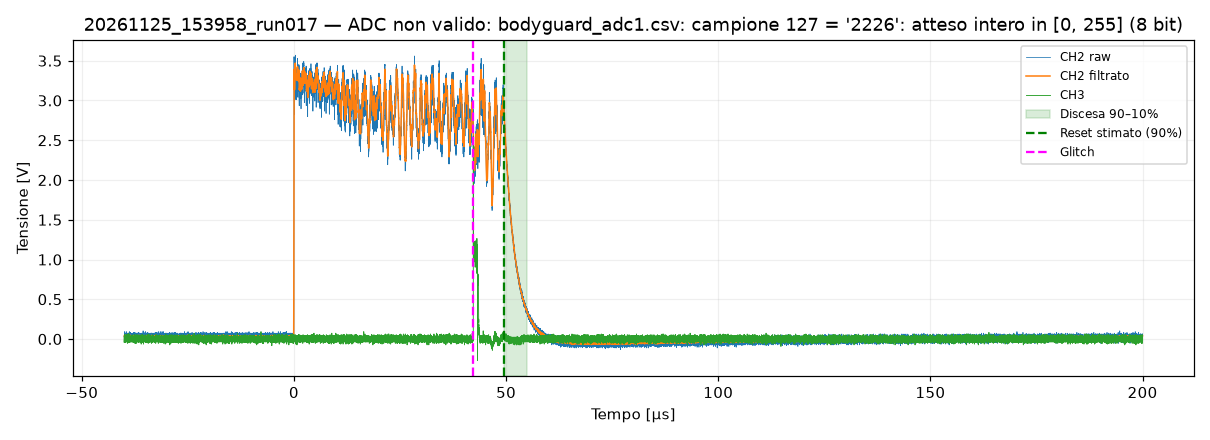 20261125_153958_run017 — ADC non valido: bodyguard_adc1.csv: campione 127 = '2226': atteso intero in [0, 255] (8 bit)
Tensione [V]
3.5
3.0
2.5
2.0
1.5
1.0
0.5
0.0
CH2 raw
CH2 filtrato
CH3
Discesa 90–10%
Reset stimato (90%)
Glitch
−50
0
50
100
150
200
Tempo [µs]